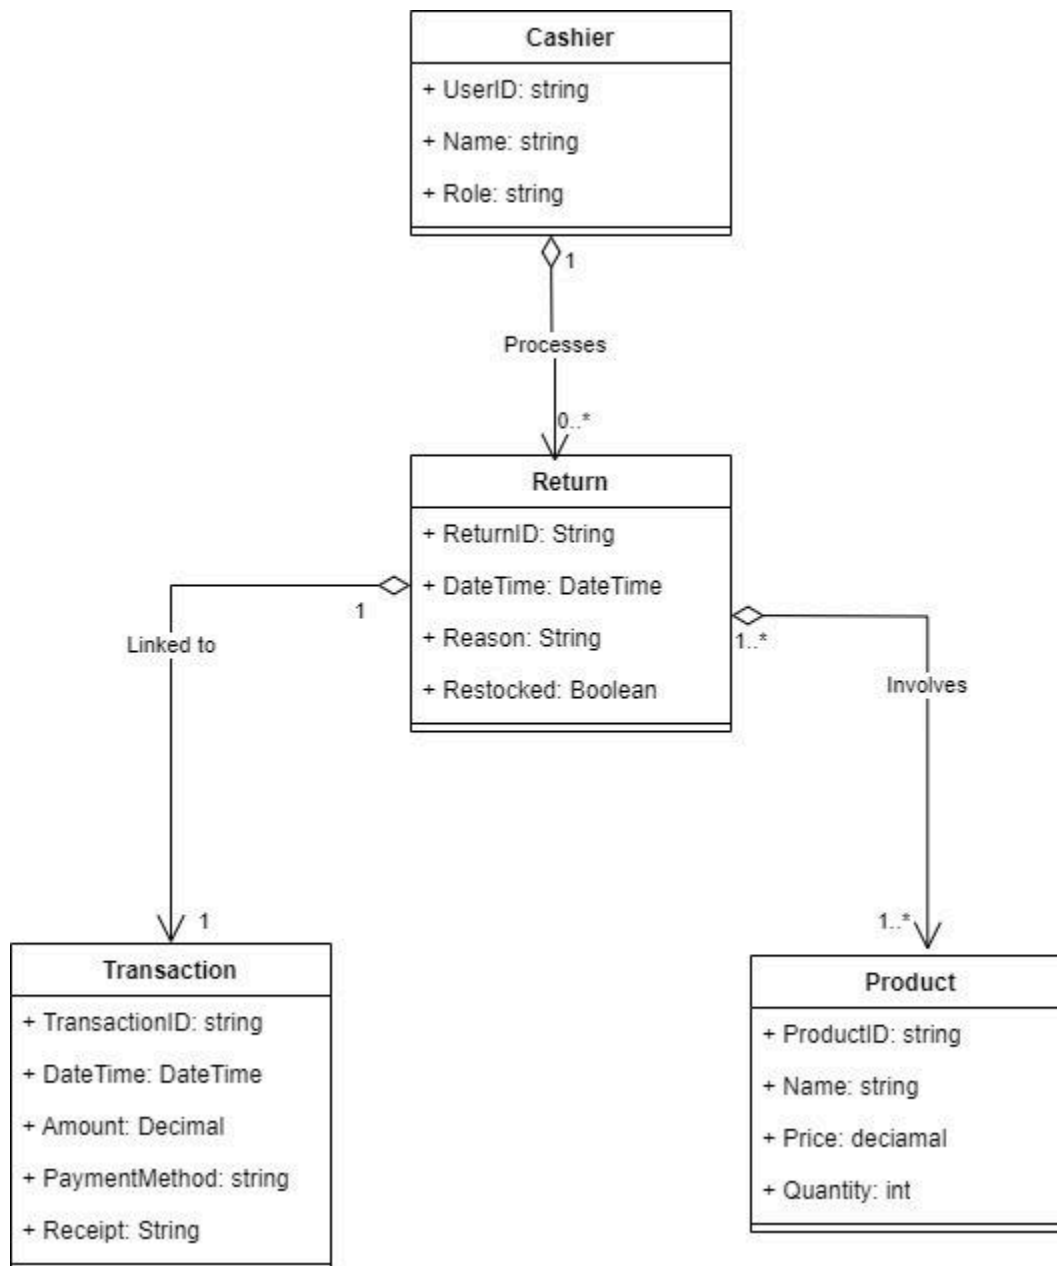 Cashier
+ UserID: string
+ Name: string
+ Role: string
1
Processes
0..*
Return
+ ReturnID: String
+ DateTime: DateTime
+ Reason: String
+ Restocked: Boolean
1
Linked to
1
1..*
Involves
1..*
Transaction
+ TransactionID: string
+ DateTime: DateTime
+ Amount: Decimal
+ PaymentMethod: string
+ Receipt: String
Product
+ ProductID: string
+ Name: string
+ Price: deciamal
+ Quantity: int